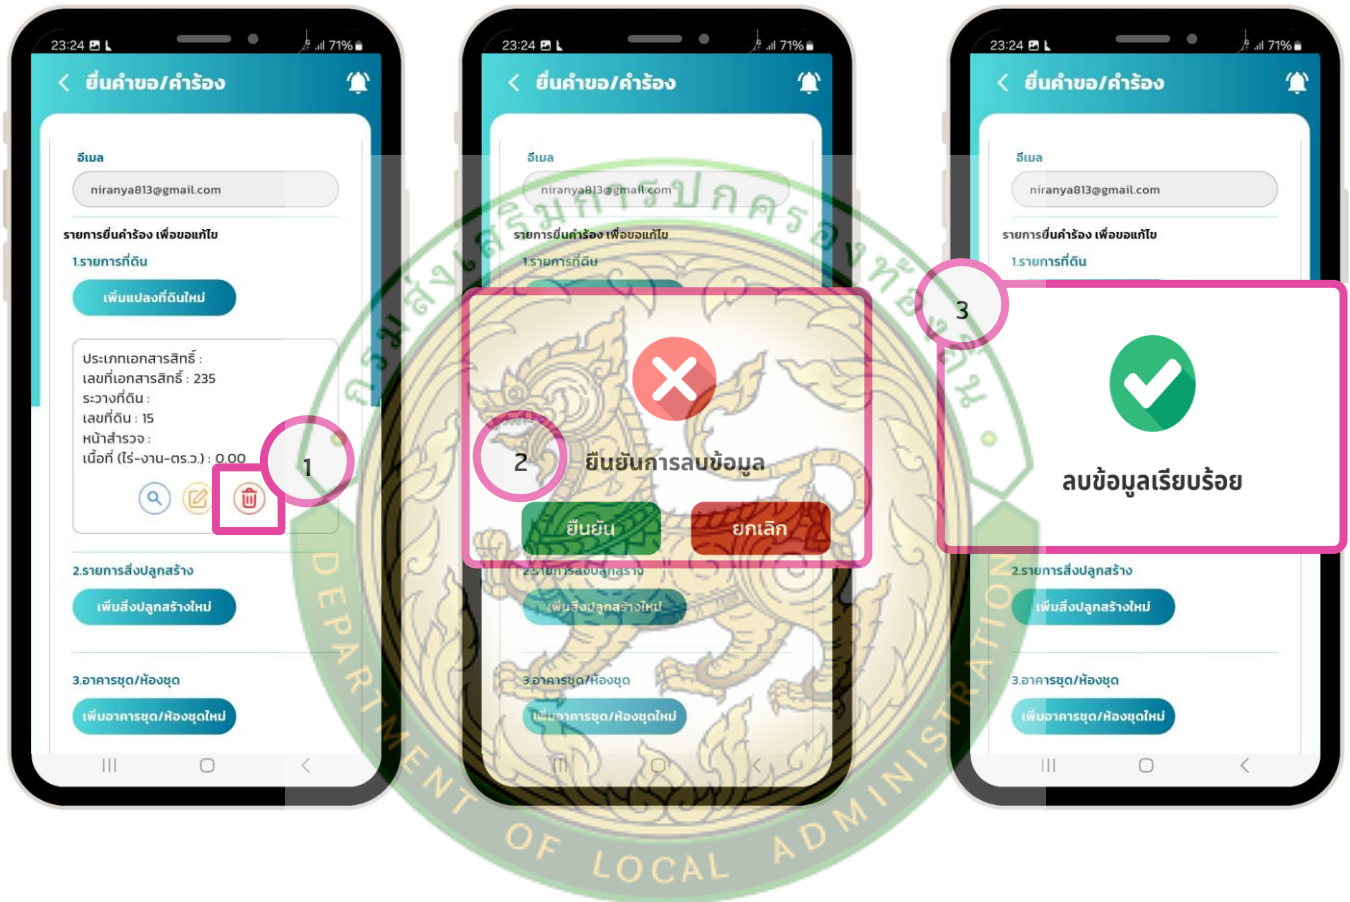 23:24
71%
ยื่นคำขอ/คำร้อง
อีเมล
niranya813@gmail.com
รายการยื่นคำร้อง เพื่อขอแก้ไข
1.รายการที่ดิน
เพิ่มแปลงที่ดินใหม่
ประเภทเอกสารสิทธิ์ :
เลขที่เอกสารสิทธิ์ : 235
ระวางที่ดิน :
เลขที่ดิน : 15
หน้าสำรวจ :
เนื้อที่ (ไร่-งาน-ตร.ว.) : 0.00
1
2.รายการสิ่งปลูกสร้าง
เพิ่มสิ่งปลูกสร้างใหม่
3.อาคารชุด/ห้องชุด
เพิ่มอาคารชุด/ห้องชุดใหม่
23:24
71%
ยื่นคำขอ/คำร้อง
อีเมล
niranya813@gmail.com
รายการยื่นคำร้อง เพื่อขอแก้ไข
1.รายการที่ดิน
2
ยืนยันการลบข้อมูล
ยืนยัน
ยกเลิก
2.รายการสิ่งปลูกสร้าง
เพิ่มสิ่งปลูกสร้างใหม่
3.อาคารชุด/ห้องชุด
เพิ่มอาคารชุด/ห้องชุดใหม่
23:24
71%
ยื่นคำขอ/คำร้อง
อีเมล
niranya813@gmail.com
รายการยื่นคำร้อง เพื่อขอแก้ไข
1.รายการที่ดิน
3
ลบข้อมูลเรียบร้อย
2.รายการสิ่งปลูกสร้าง
เพิ่มสิ่งปลูกสร้างใหม่
3.อาคารชุด/ห้องชุด
เพิ่มอาคารชุด/ห้องชุดใหม่
กรมส่งเสริมการปกครองท้องถิ่น
DEPARTMENT OF LOCAL ADMINISTRATION